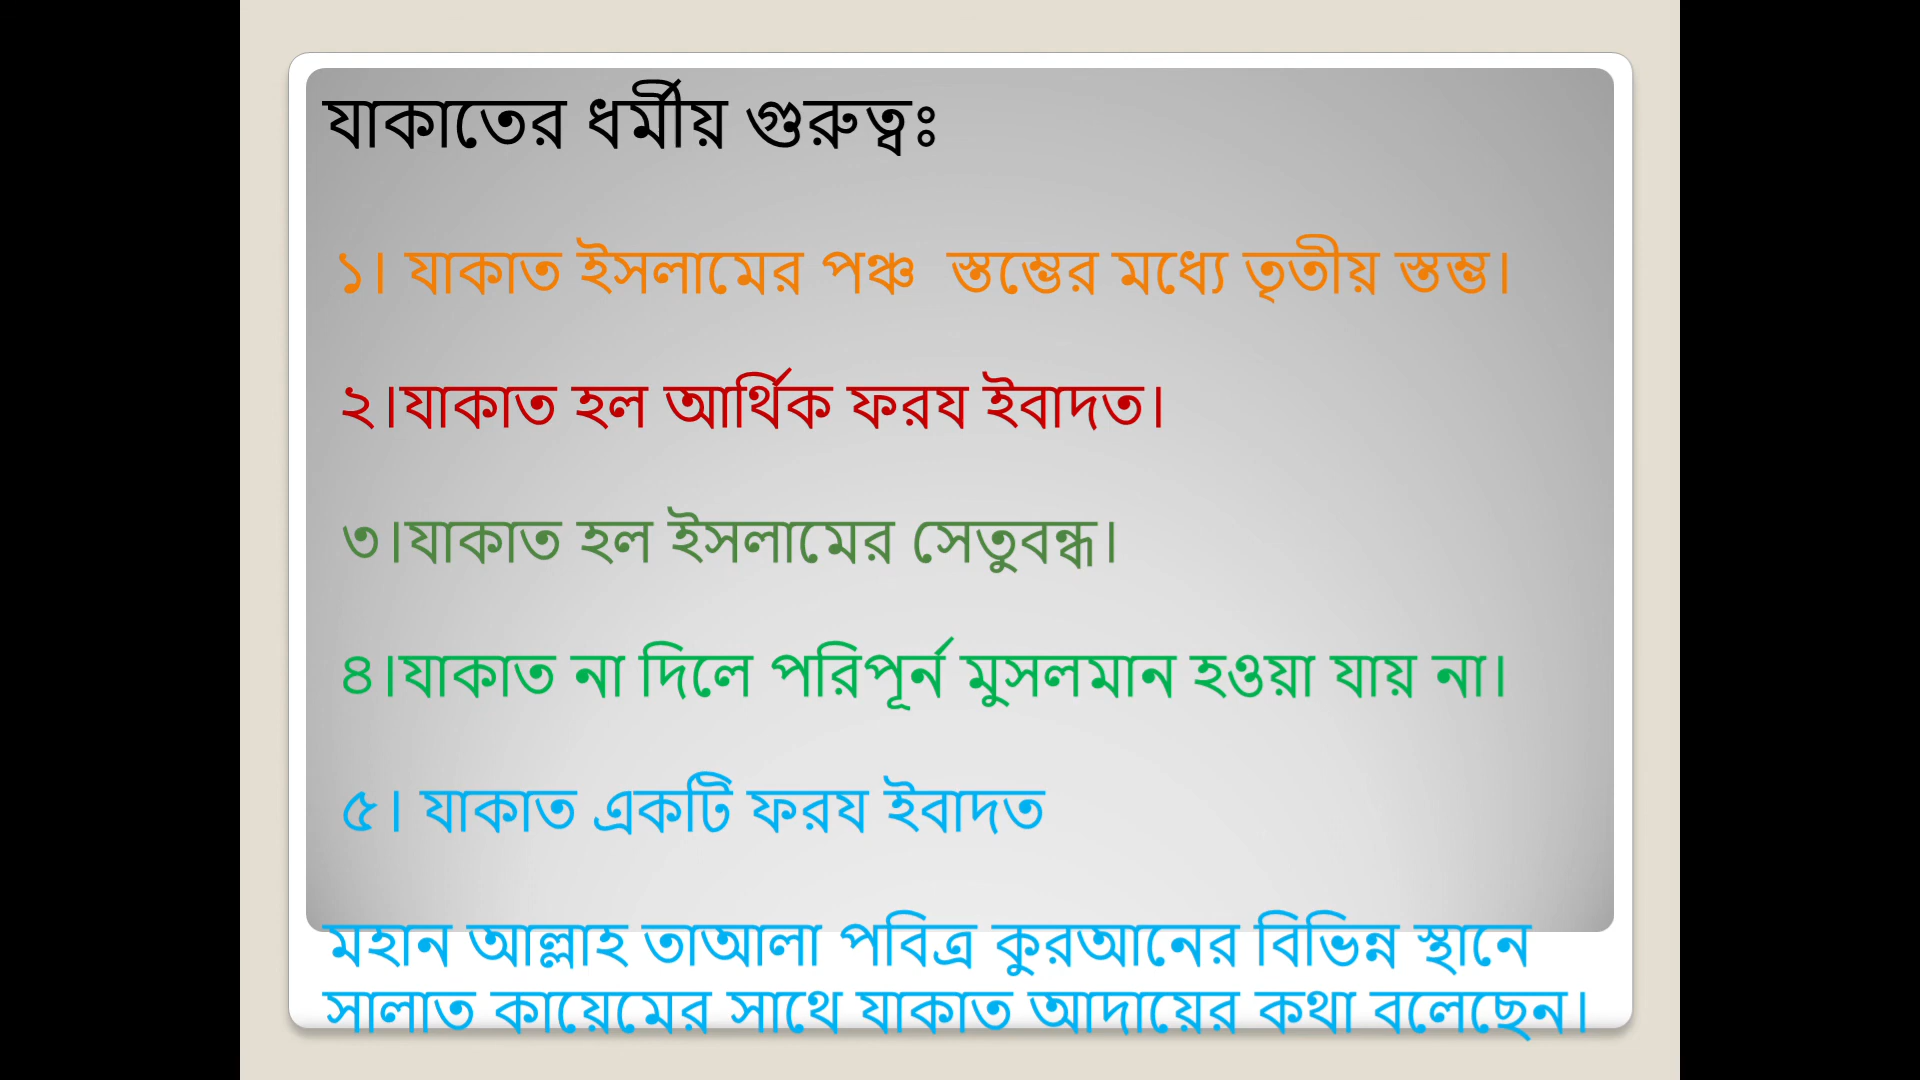 যাকাতের ধর্মীয় গুরুত্বঃ
১। যাকাত ইসলামের পঞ্চ স্তম্ভের মধ্যে তৃতীয় স্তম্ভ।
২।যাকাত হল আর্থিক ফরয ইবাদত।
৩।যাকাত হল ইসলামের সেতুবন্ধ।
৪।যাকাত না দিলে পরিপূর্ন মুসলমান হওয়া যায় না।
৫। যাকাত একটি ফরয ইবাদত
মহান আল্লাহ তাআলা পবিত্র কুরআনের বিভিন্ন স্থানে
সালাত কায়েমের সাথে যাকাত আদায়ের কথা বলেছেন।